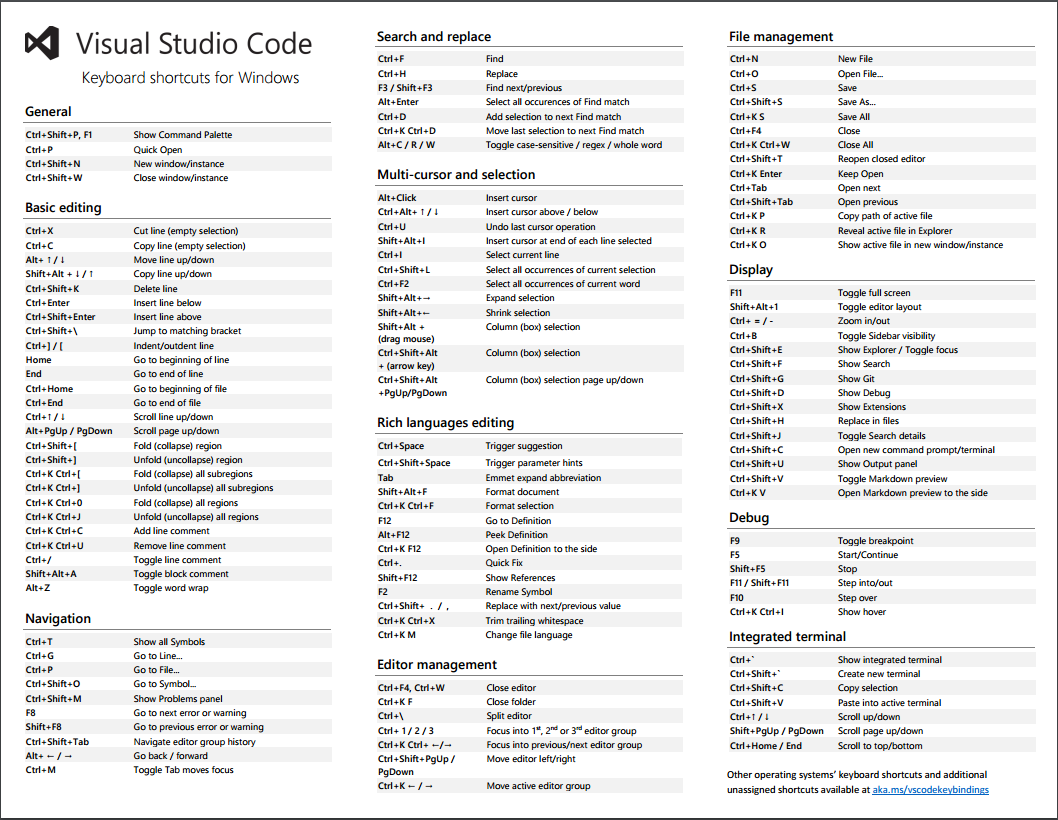 Visual Studio Code
Keyboard shortcuts for Windows
General
Ctrl+Shift+P, F1 Show Command Palette
Ctrl+P Quick Open
Ctrl+Shift+N New window/instance
Ctrl+Shift+W Close window/instance
Basic editing
Ctrl+X Cut line (empty selection)
Ctrl+C Copy line (empty selection)
Alt+ ↑ / ↓ Move line up/down
Shift+Alt + ↓ / ↑ Copy line up/down
Ctrl+Shift+K Delete line
Ctrl+Enter Insert line below
Ctrl+Shift+Enter Insert line above
Ctrl+Shift+\ Jump to matching bracket
Ctrl+] / [ Indent/outdent line
Home Go to beginning of line
End Go to end of line
Ctrl+Home Go to beginning of file
Ctrl+End Go to end of file
Ctrl+↑ / ↓ Scroll line up/down
Alt+PgUp / PgDown Scroll page up/down
Ctrl+Shift+[ Fold (collapse) region
Ctrl+Shift+] Unfold (uncollapse) region
Ctrl+K Ctrl+[ Fold (collapse) all subregions
Ctrl+K Ctrl+] Unfold (uncollapse) all subregions
Ctrl+K Ctrl+0 Fold (collapse) all regions
Ctrl+K Ctrl+J Unfold (uncollapse) all regions
Ctrl+K Ctrl+C Add line comment
Ctrl+K Ctrl+U Remove line comment
Ctrl+/ Toggle line comment
Shift+Alt+A Toggle block comment
Alt+Z Toggle word wrap
Navigation
Ctrl+T Show all Symbols
Ctrl+G Go to Line...
Ctrl+P Go to File...
Ctrl+Shift+O Go to Symbol...
Ctrl+Shift+M Show Problems panel
F8 Go to next error or warning
Shift+F8 Go to previous error or warning
Ctrl+Shift+Tab Navigate editor group history
Alt+ ← / → Go back / forward
Ctrl+M Toggle Tab moves focus
Search and replace
Ctrl+F Find
Ctrl+H Replace
F3 / Shift+F3 Find next/previous
Alt+Enter Select all occurences of Find match
Ctrl+D Add selection to next Find match
Ctrl+K Ctrl+D Move last selection to next Find match
Alt+C / R / W Toggle case-sensitive / regex / whole word
Multi-cursor and selection
Alt+Click Insert cursor
Ctrl+Alt+ ↑ / ↓ Insert cursor above / below
Ctrl+U Undo last cursor operation
Shift+Alt+I Insert cursor at end of each line selected
Ctrl+I Select current line
Ctrl+Shift+L Select all occurrences of current selection
Ctrl+F2 Select all occurrences of current word
Shift+Alt+→ Expand selection
Shift+Alt+← Shrink selection
Shift+Alt + Column (box) selection
(drag mouse)
Ctrl+Shift+Alt Column (box) selection
+ (arrow key)
Ctrl+Shift+Alt Column (box) selection page up/down
+PgUp/PgDown
Rich languages editing
Ctrl+Space Trigger suggestion
Ctrl+Shift+Space Trigger parameter hints
Tab Emmet expand abbreviation
Shift+Alt+F Format document
Ctrl+K Ctrl+F Format selection
F12 Go to Definition
Alt+F12 Peek Definition
Ctrl+K F12 Open Definition to the side
Ctrl+. Quick Fix
Shift+F12 Show References
F2 Rename Symbol
Ctrl+Shift+ . / , Replace with next/previous value
Ctrl+K Ctrl+X Trim trailing whitespace
Ctrl+K M Change file language
Editor management
Ctrl+F4, Ctrl+W Close editor
Ctrl+K F Close folder
Ctrl+\ Split editor
Ctrl+ 1 / 2 / 3 Focus into 1st, 2nd or 3rd editor group
Ctrl+K Ctrl+ ←/→ Focus into previous/next editor group
Ctrl+Shift+PgUp / Move editor left/right
PgDown
Ctrl+K ← / → Move active editor group
File management
Ctrl+N New File
Ctrl+O Open File...
Ctrl+S Save
Ctrl+Shift+S Save As...
Ctrl+K S Save All
Ctrl+F4 Close
Ctrl+K Ctrl+W Close All
Ctrl+Shift+T Reopen closed editor
Ctrl+K Enter Keep Open
Ctrl+Tab Open next
Ctrl+Shift+Tab Open previous
Ctrl+K P Copy path of active file
Ctrl+K R Reveal active file in Explorer
Ctrl+K O Show active file in new window/instance
Display
F11 Toggle full screen
Shift+Alt+1 Toggle editor layout
Ctrl+ = / - Zoom in/out
Ctrl+B Toggle Sidebar visibility
Ctrl+Shift+E Show Explorer / Toggle focus
Ctrl+Shift+F Show Search
Ctrl+Shift+G Show Git
Ctrl+Shift+D Show Debug
Ctrl+Shift+X Show Extensions
Ctrl+Shift+H Replace in files
Ctrl+Shift+J Toggle Search details
Ctrl+Shift+C Open new command prompt/terminal
Ctrl+Shift+U Show Output panel
Ctrl+Shift+V Toggle Markdown preview
Ctrl+K V Open Markdown preview to the side
Debug
F9 Toggle breakpoint
F5 Start/Continue
Shift+F5 Stop
F11 / Shift+F11 Step into/out
F10 Step over
Ctrl+K Ctrl+I Show hover
Integrated terminal
Ctrl+` Show integrated terminal
Ctrl+Shift+` Create new terminal
Ctrl+Shift+C Copy selection
Ctrl+Shift+V Paste into active terminal
Ctrl+↑ / ↓ Scroll up/down
Shift+PgUp / PgDown Scroll page up/down
Ctrl+Home / End Scroll to top/bottom
Other operating systems' keyboard shortcuts and additional
unassigned shortcuts available at aka.ms/vscodekeybindings